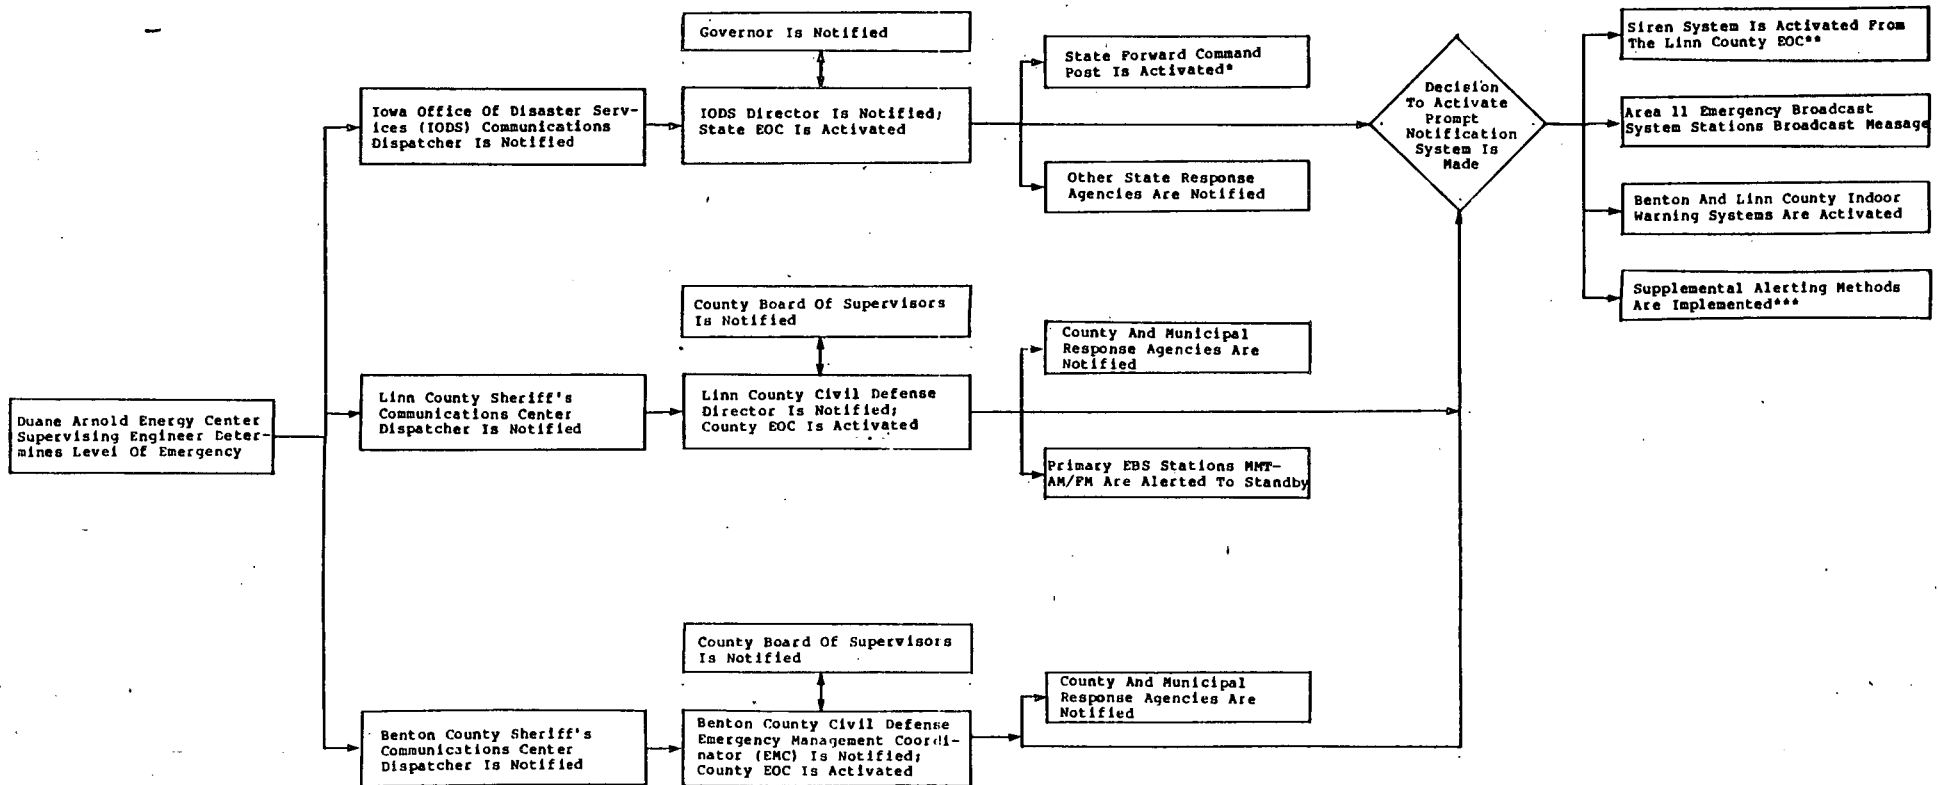 Governor Is Notified
Iowa Office Of Disaster Serv-
ices (IODS) Communications
Dispatcher Is Notified
IODS Director Is Notified;
State EOC Is Activated
State Forward Command
Post Is Activated*
Other State Response
Agencies Are Notified
Decision
To Activate
Prompt
Notification
System Is
Made
Siren System Is Activated From
The Linn County EOC**
Area 11 Emergency Broadcast
System Stations Broadcast Message
Benton And Linn County Indoor
Warning Systems Are Activated
Supplemental Alerting Methods
Are Implemented***
Duane Arnold Energy Center
Supervising Engineer Deter-
mines Level Of Emergency
County Board Of Supervisors
Is Notified
Linn County Sheriff's
Communications Center
Dispatcher Is Notified
Linn County Civil Defense
Director Is Notified;
County EOC Is Activated
County And Municipal
Response Agencies Are
Notified
Primary EBS Stations MMT-
AM/FM Are Alerted To Standby
County Board Of Supervisors
Is Notified
Benton County Sheriff's
Communications Center
Dispatcher Is Notified
Benton County Civil Defense
Emergency Management Coordi-
nator (EMC) Is Notified;
County EOC Is Activated
County And Municipal
Response Agencies Are
Notified